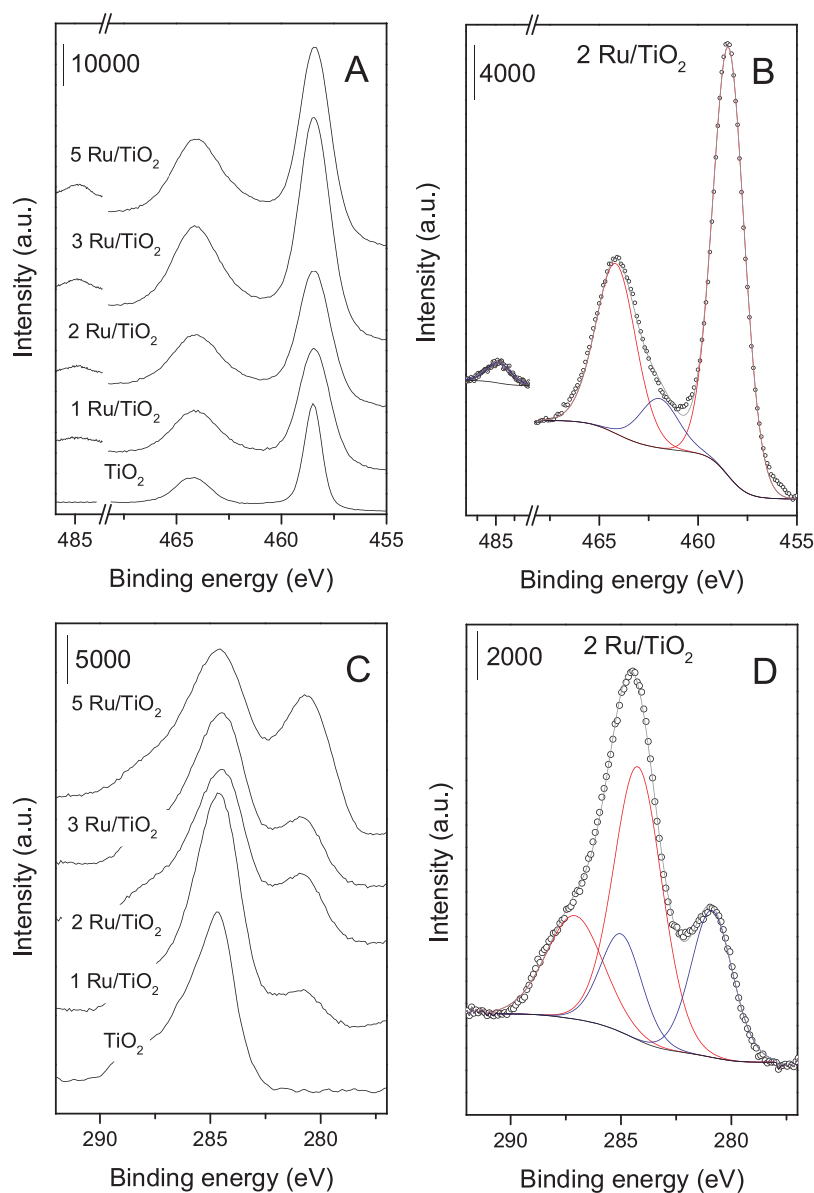 10000
A
5 Ru/TiO₂
3 Ru/TiO₂
2 Ru/TiO₂
1 Ru/TiO₂
TiO₂
Intensity (a.u.)
485 465 460 455
Binding energy (eV)
4000
2 Ru/TiO₂
B
Intensity (a.u.)
485 465 460 455
Binding energy (eV)
5000
C
5 Ru/TiO₂
3 Ru/TiO₂
2 Ru/TiO₂
1 Ru/TiO₂
TiO₂
Intensity (a.u.)
290 285 280
Binding energy (eV)
2000
2 Ru/TiO₂
D
Intensity (a.u.)
290 285 280
Binding energy (eV)